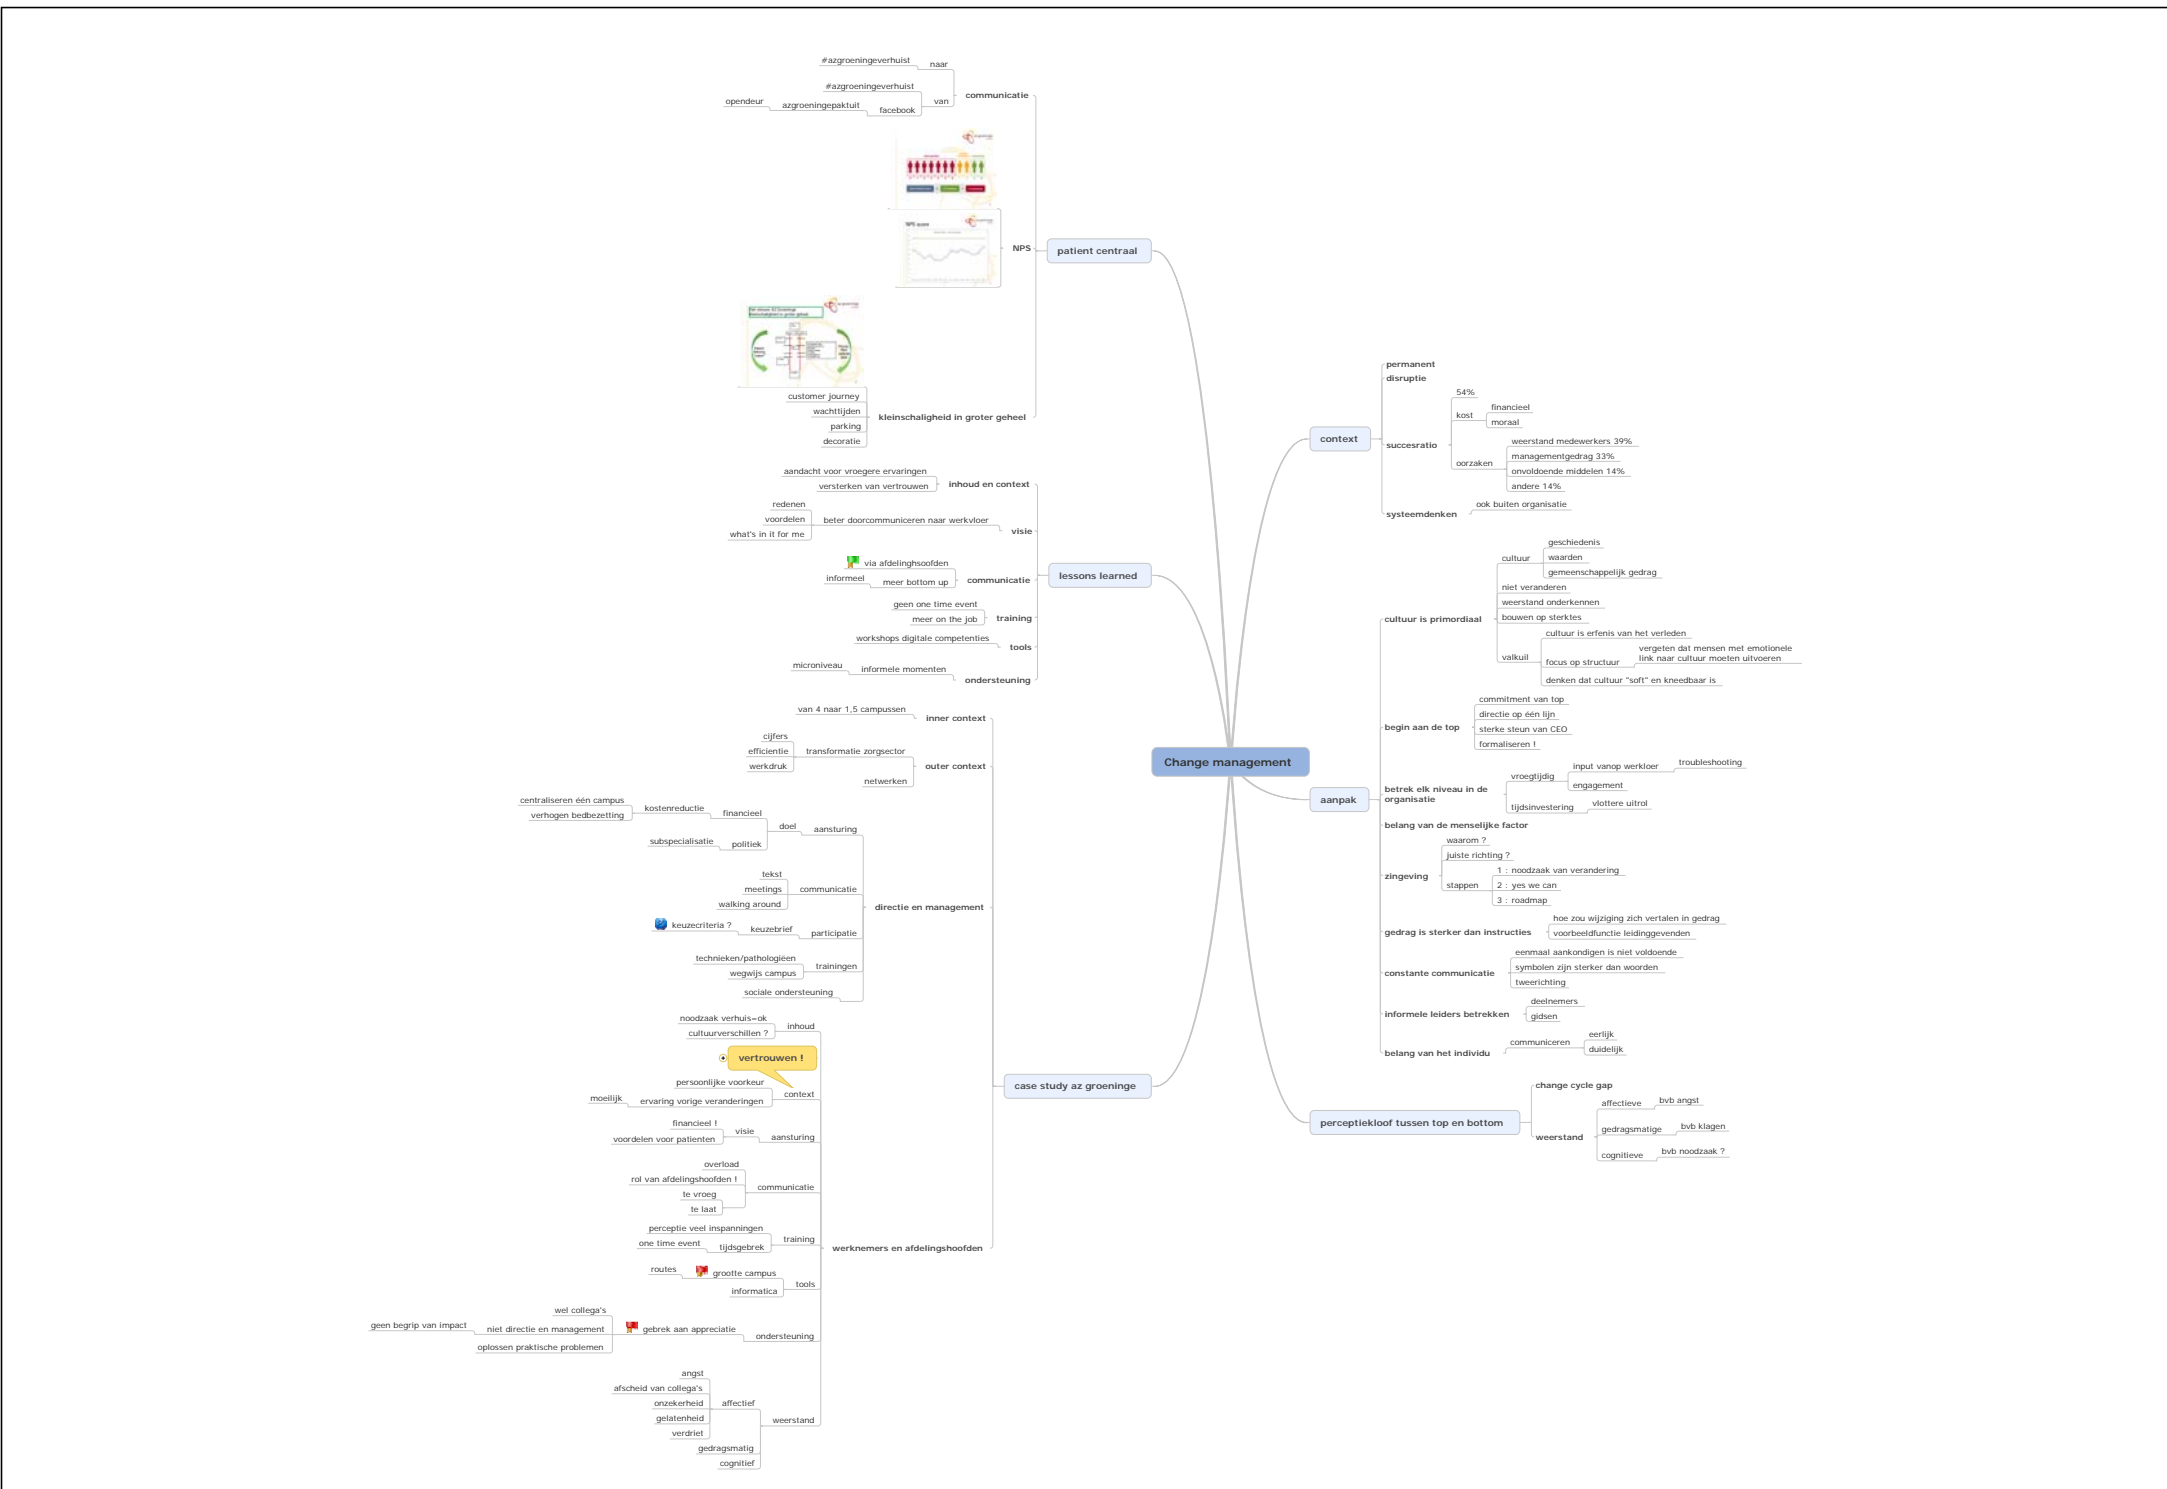 Change management
context
permanent
disruptie
succesratio
54%
kost
financieel
moraal
oorzaken
weerstand medewerkers 39%
managementgedrag 33%
onvoldoende middelen 14%
andere 14%
systeemdenken
ook buiten organisatie
aanpak
cultuur is primordiaal
cultuur
geschiedenis
waarden
gemeenschappelijk gedrag
niet veranderen
weerstand onderkennen
bouwen op sterktes
valkuil
cultuur is erfenis van het verleden
focus op structuur
vergeten dat mensen met emotionele
link naar cultuur moeten uitvoeren
denken dat cultuur "soft" en kneedbaar is
begin aan de top
commitment van top
directie op één lijn
sterke steun van CEO
formaliseren !
betrek elk niveau in de
organisatie
vroegtijdig
input vanop werkloer
troubleshooting
engagement
tijdsinvestering
vlottere uitrol
belang van de menselijke factor
zingeving
waarom ?
juiste richting ?
stappen
1 : noodzaak van verandering
2 : yes we can
3 : roadmap
gedrag is sterker dan instructies
hoe zou wijziging zich vertalen in gedrag
voorbeeldfunctie leidinggevenden
constante communicatie
eenmaal aankondigen is niet voldoende
symbolen zijn sterker dan woorden
tweerichting
informele leiders betrekken
deelnemers
gidsen
belang van het individu
communiceren
eerlijk
duidelijk
perceptiekloof tussen top en bottom
change cycle gap
weerstand
affectieve
bvb angst
gedragsmatige
bvb klagen
cognitieve
bvb noodzaak ?
patient centraal
communicatie
naar
#azgroeningeverhuist
van
#azgroeningeverhuist
facebook
azgroeningepaktuit
opendeur
NPS
NPS score
kleinschaligheid in groter geheel
customer journey
wachttijden
parking
decoratie
lessons learned
inhoud en context
aandacht voor vroegere ervaringen
versterken van vertrouwen
visie
beter doorcommuniceren naar werkvloer
redenen
voordelen
what's in it for me
communicatie
via afdelinghsoofden
meer bottom up
informeel
training
geen one time event
meer on the job
tools
workshops digitale competenties
ondersteuning
informele momenten
microniveau
case study az groeninge
inner context
van 4 naar 1,5 campussen
outer context
transformatie zorgsector
cijfers
efficientie
werkdruk
netwerken
directie en management
aansturing
doel
financieel
kostenreductie
centraliseren één campus
verhogen bedbezetting
politiek
subspecialisatie
communicatie
tekst
meetings
walking around
participatie
keuzebrief
keuzecriteria ?
trainingen
technieken/pathologiëen
wegwijs campus
sociale ondersteuning
werknemers en afdelingshoofden
inhoud
noodzaak verhuis=ok
cultuurverschillen ?
vertrouwen !
context
persoonlijke voorkeur
ervaring vorige veranderingen
moeilijk
aansturing
visie
financieel !
voordelen voor patienten
communicatie
overload
rol van afdelingshoofden !
te vroeg
te laat
training
perceptie veel inspanningen
tijdsgebrek
one time event
tools
grootte campus
routes
informatica
ondersteuning
gebrek aan appreciatie
wel collega's
niet directie en management
geen begrip van impact
oplossen praktische problemen
weerstand
affectief
angst
afscheid van collega's
onzekerheid
gelatenheid
verdriet
gedragsmatig
cognitief